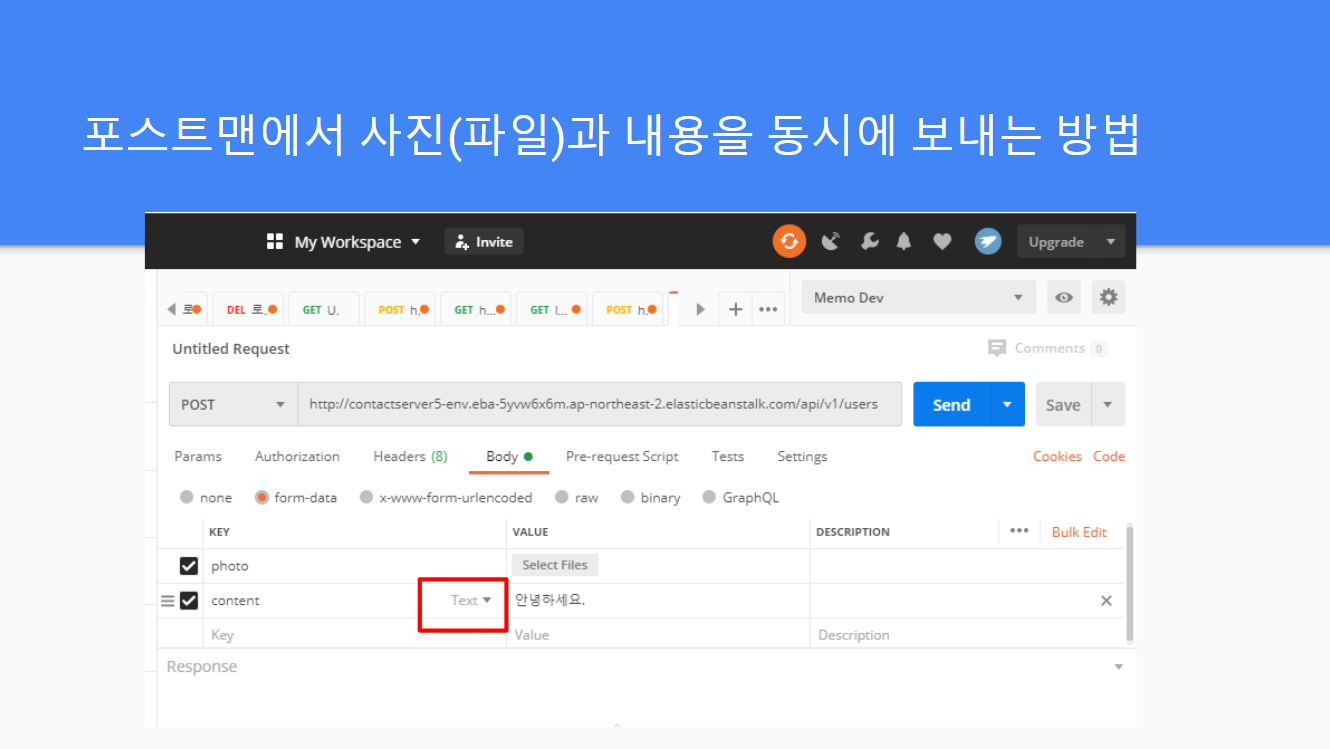 포스트맨에서 사진(파일)과 내용을 동시에 보내는 방법
My Workspace Invite Upgrade
로 DEL 로.. GET U. POST h. GET h... GET l... POST h. + ••• Memo Dev
Untitled Request Comments 0
POST http://contactserver5-env.eba-5yvw6x6m.ap-northeast-2.elasticbeanstalk.com/api/v1/users Send Save
Params Authorization Headers (8) Body Pre-request Script Tests Settings Cookies Code
none form-data x-www-form-urlencoded raw binary GraphQL
KEY VALUE DESCRIPTION ••• Bulk Edit
photo Select Files
content Text 안녕하세요.
Key Value Description
Response